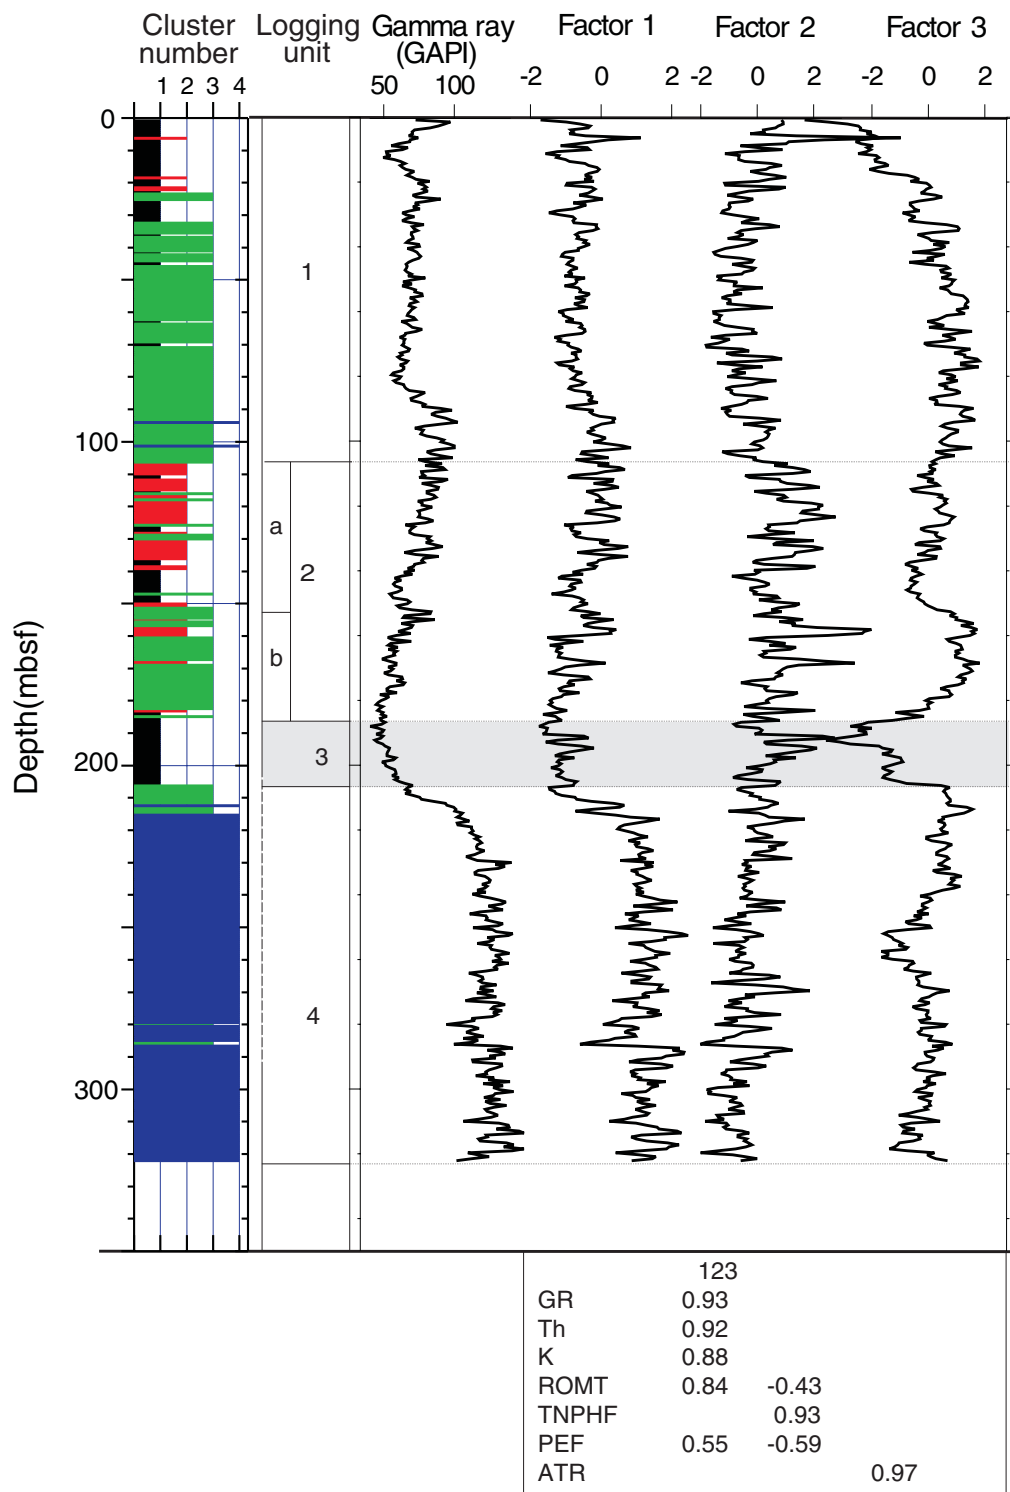 Cluster number Logging unit Gamma ray (GAPI) Factor 1 Factor 2 Factor 3
1 2 3 4 50 100 -2 0 2 -2 0 2 -2 0 2
0
1
100
a
2
b
Depth(mbsf)
3
200
4
300
123
GR 0.93
Th 0.92
K 0.88
ROMT 0.84 -0.43
TNPHF 0.93
PEF 0.55 -0.59
ATR 0.97